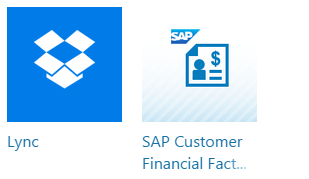 SAP
$
Lync
SAP Customer
Financial Fact...